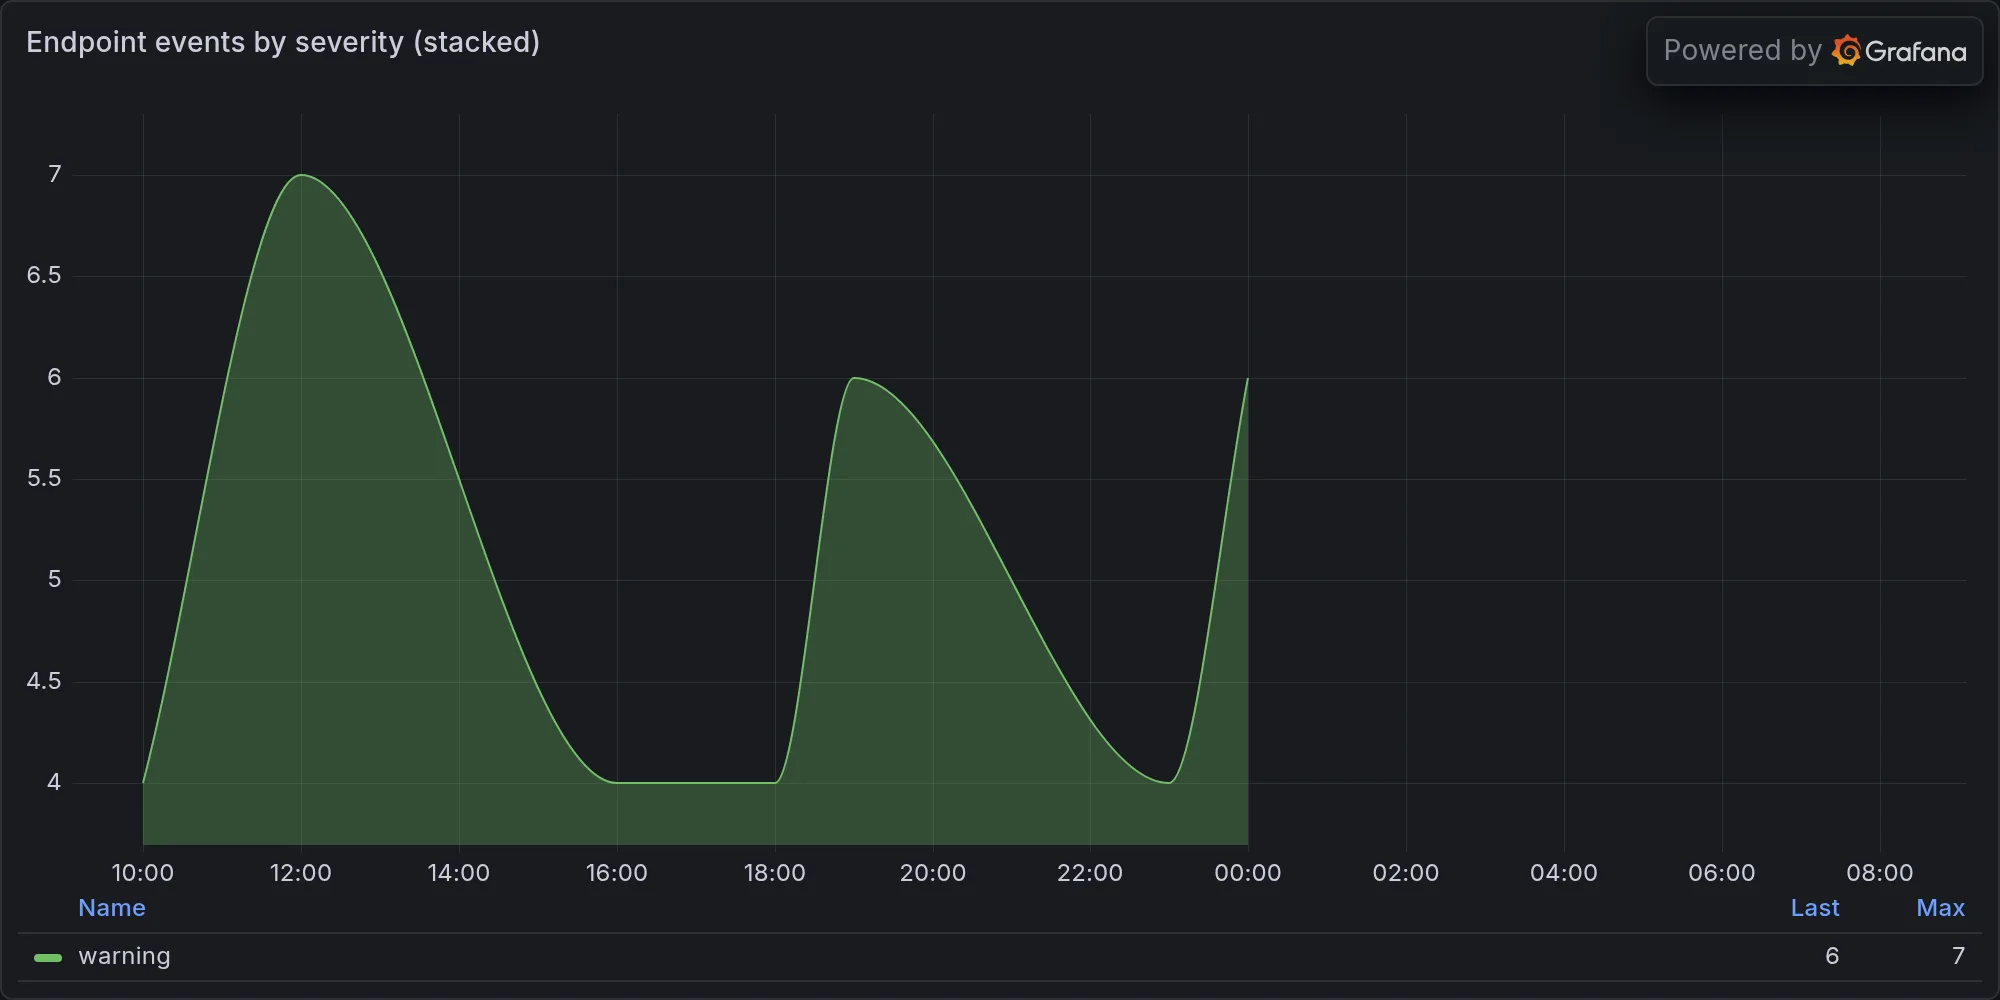 Endpoint events by severity (stacked)
Powered by Grafana
7
6.5
6
5.5
5
4.5
4
10:00 12:00 14:00 16:00 18:00 20:00 22:00 00:00 02:00 04:00 06:00 08:00
Name Last Max
warning 6 7